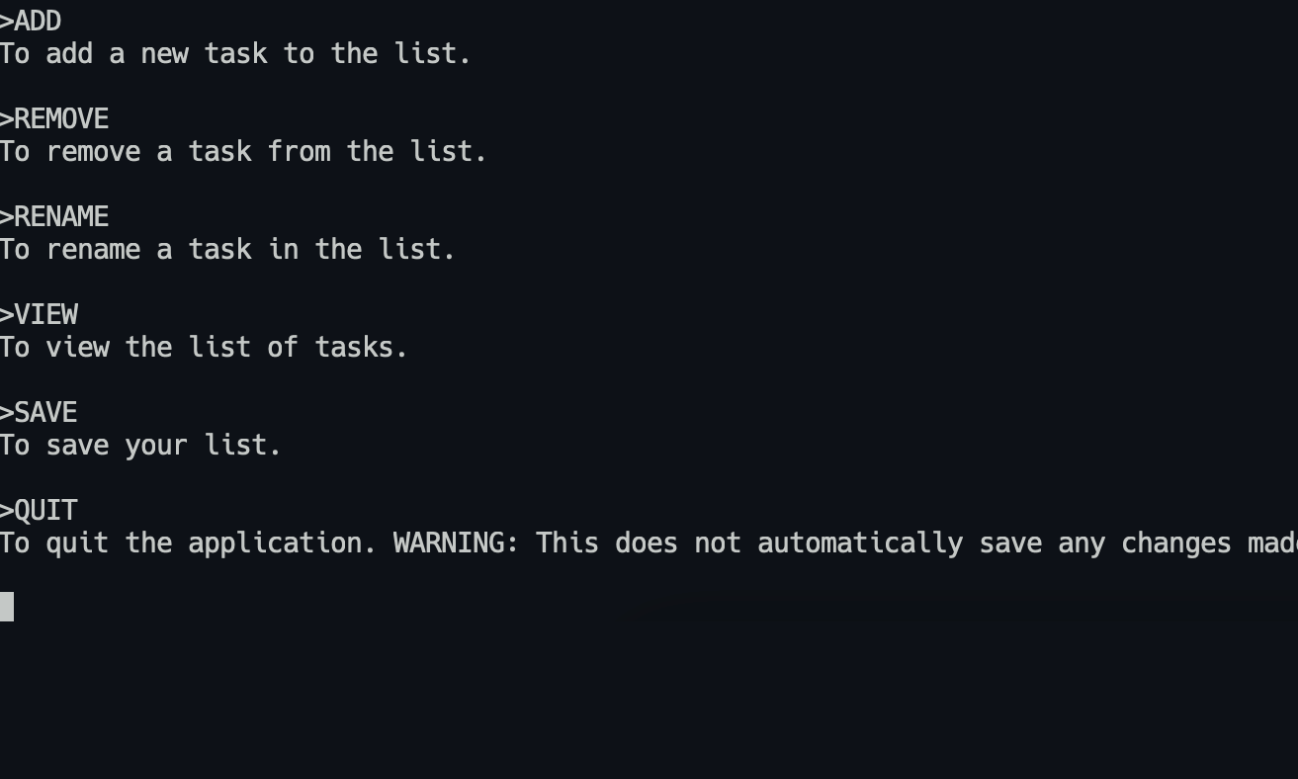 >ADD
To add a new task to the list.
>REMOVE
To remove a task from the list.
>RENAME
To rename a task in the list.
>VIEW
To view the list of tasks.
>SAVE
To save your list.
>QUIT
To quit the application. WARNING: This does not automatically save any changes made